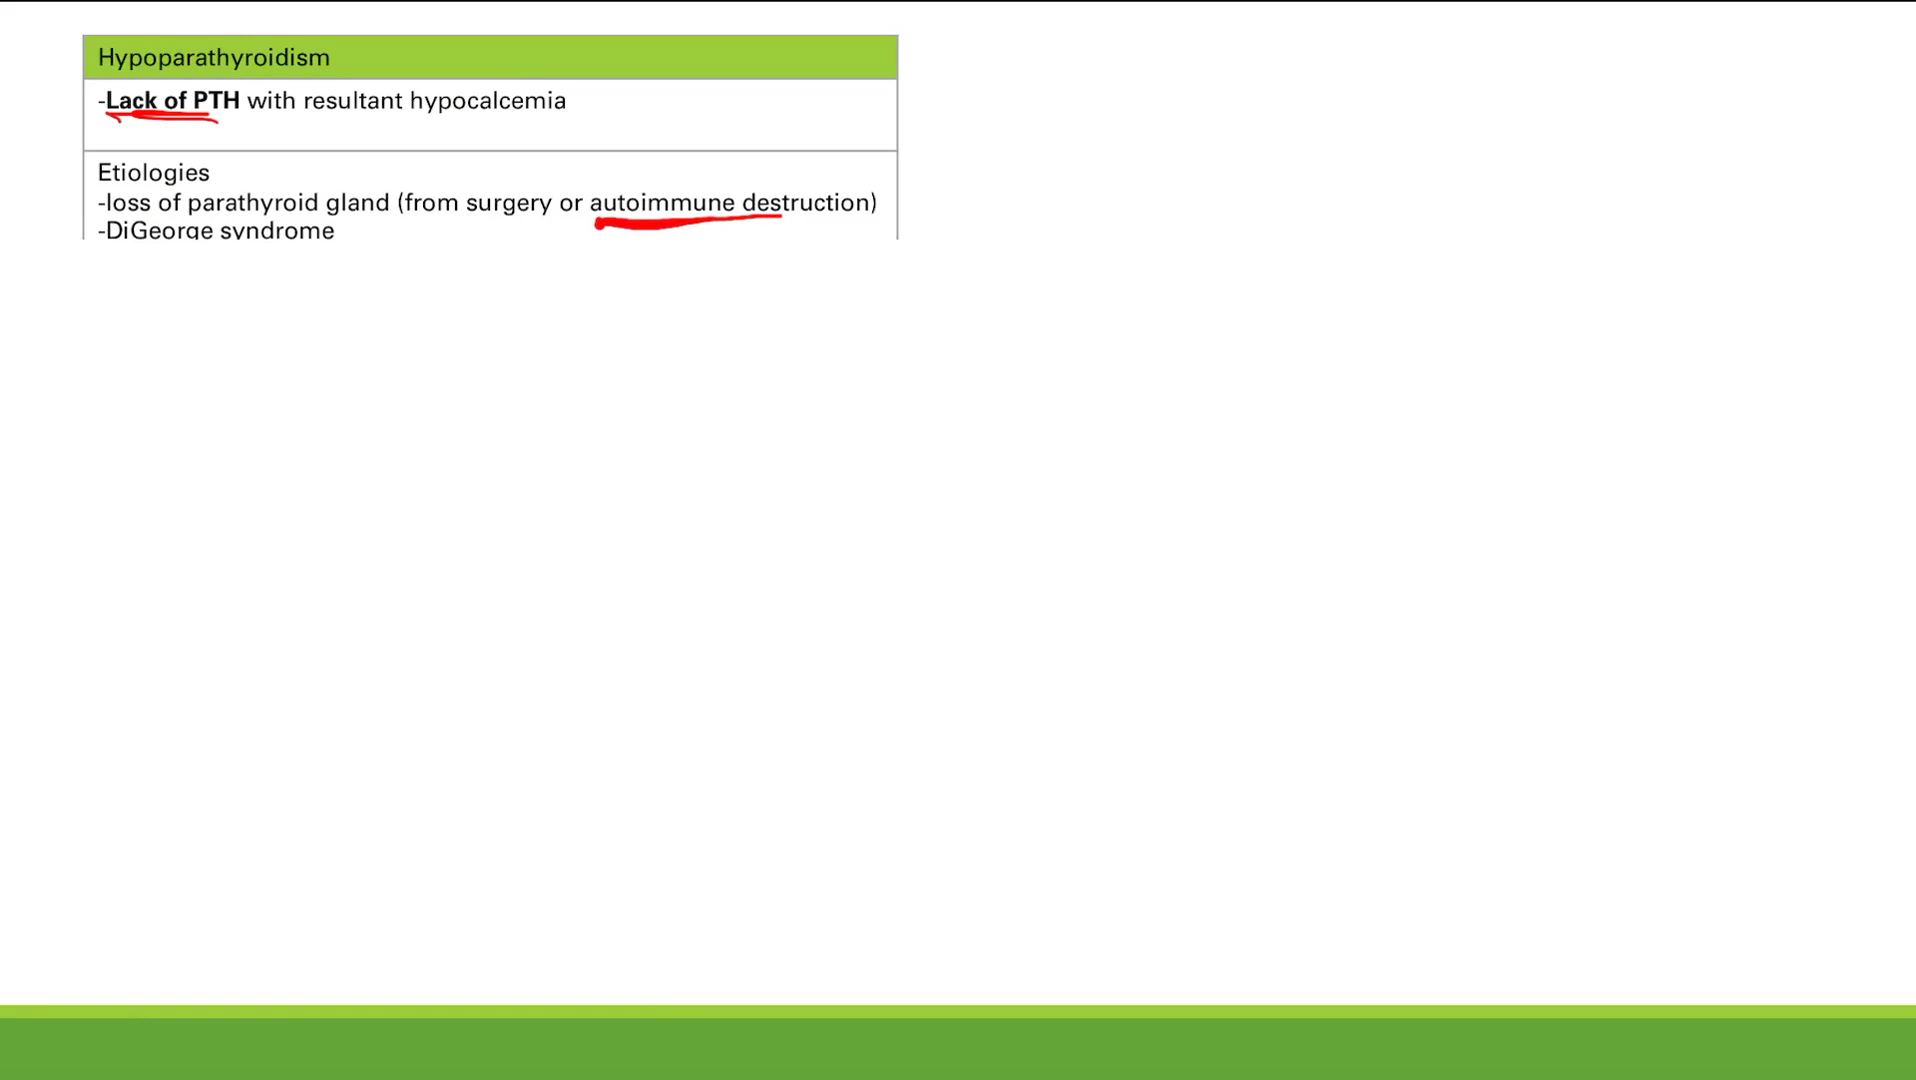 Hypoparathyroidism
-Lack of PTH with resultant hypocalcemia
Etiologies
-loss of parathyroid gland (from surgery or autoimmune destruction)
-DiGeorge syndrome